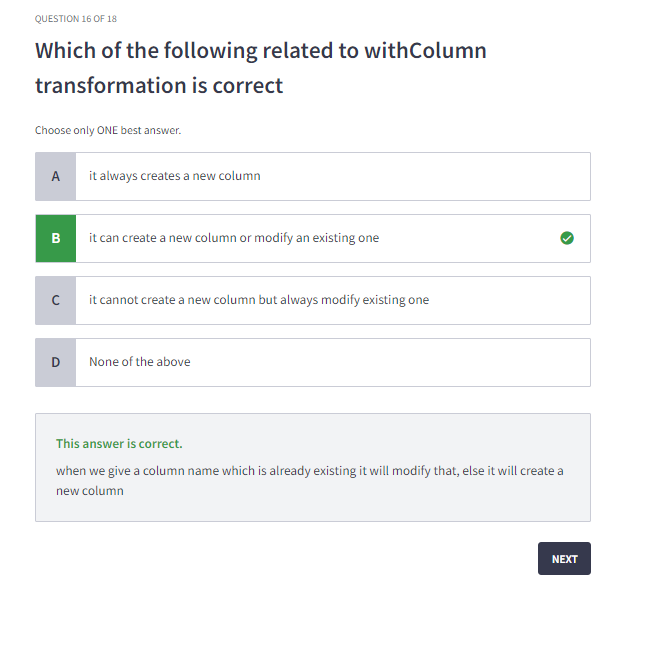 QUESTION 16 OF 18
Which of the following related to withColumn
transformation is correct
Choose only ONE best answer.
A it always creates a new column
B it can create a new column or modify an existing one
C it cannot create a new column but always modify existing one
D None of the above
This answer is correct.
when we give a column name which is already existing it will modify that, else it will create a
new column
NEXT